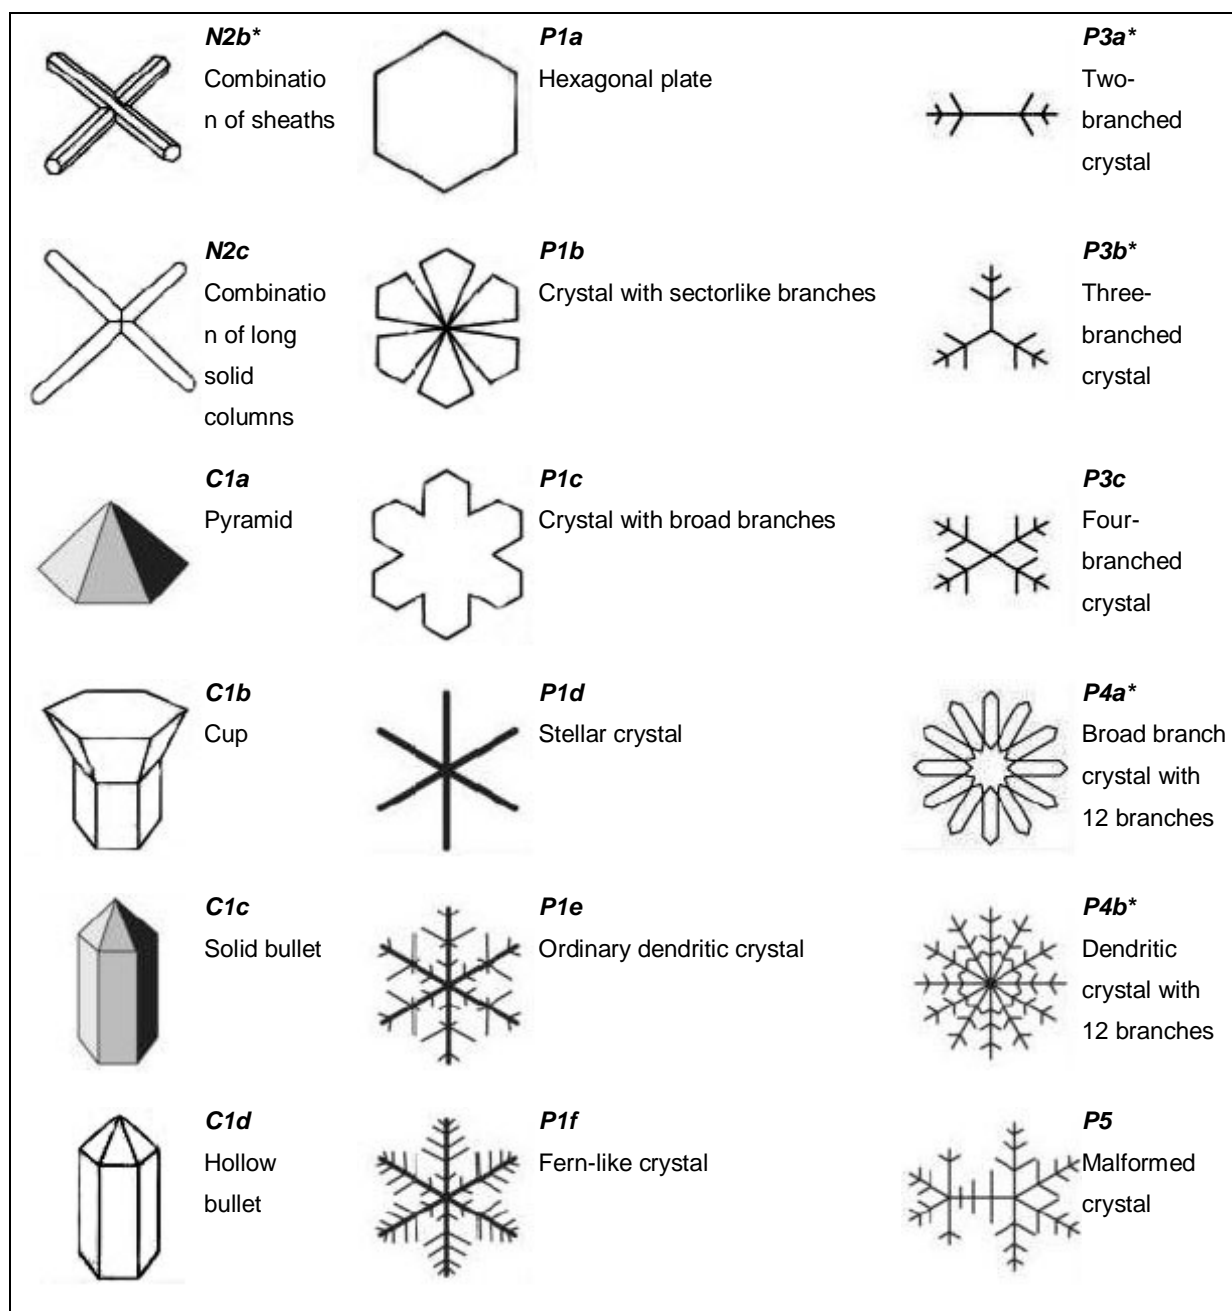 N2b*
Combinatio
n of sheaths
P1a
Hexagonal plate
P3a*
Two-
branched
crystal
N2c
Combinatio
n of long
solid
columns
P1b
Crystal with sectorlike branches
P3b*
Three-
branched
crystal
C1a
Pyramid
P1c
Crystal with broad branches
P3c
Four-
branched
crystal
C1b
Cup
P1d
Stellar crystal
P4a*
Broad branch
crystal with
12 branches
C1c
Solid bullet
P1e
Ordinary dendritic crystal
P4b*
Dendritic
crystal with
12 branches
C1d
Hollow
bullet
P1f
Fern-like crystal
P5
Malformed
crystal